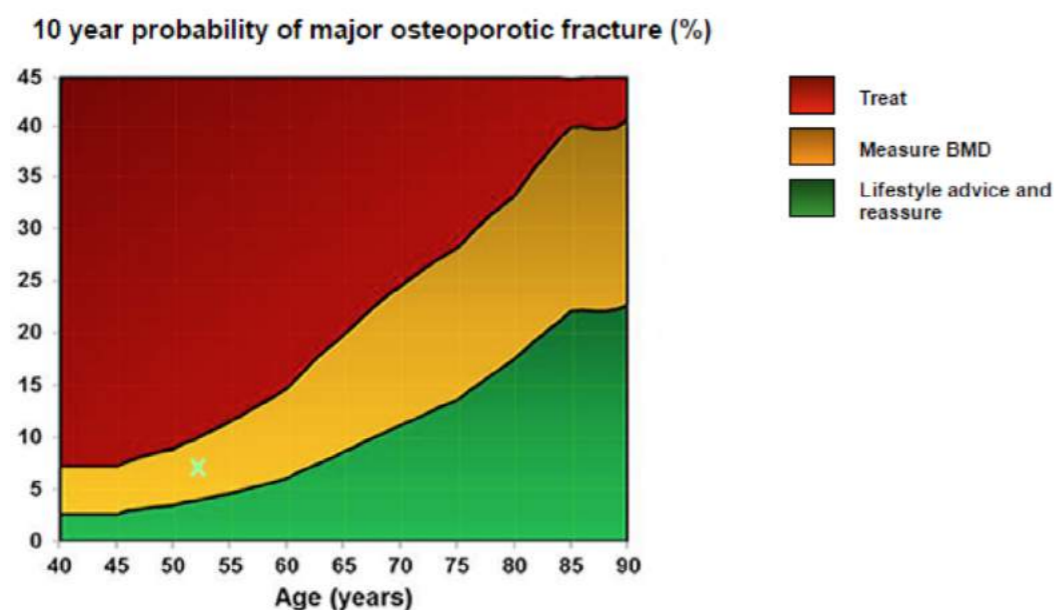 10 year probability of major osteoporotic fracture (%)
45
40
35
30
25
20
15
10
5
0
40 45 50 55 60 65 70 75 80 85 90
Age (years)
Treat
Measure BMD
Lifestyle advice and
reassure